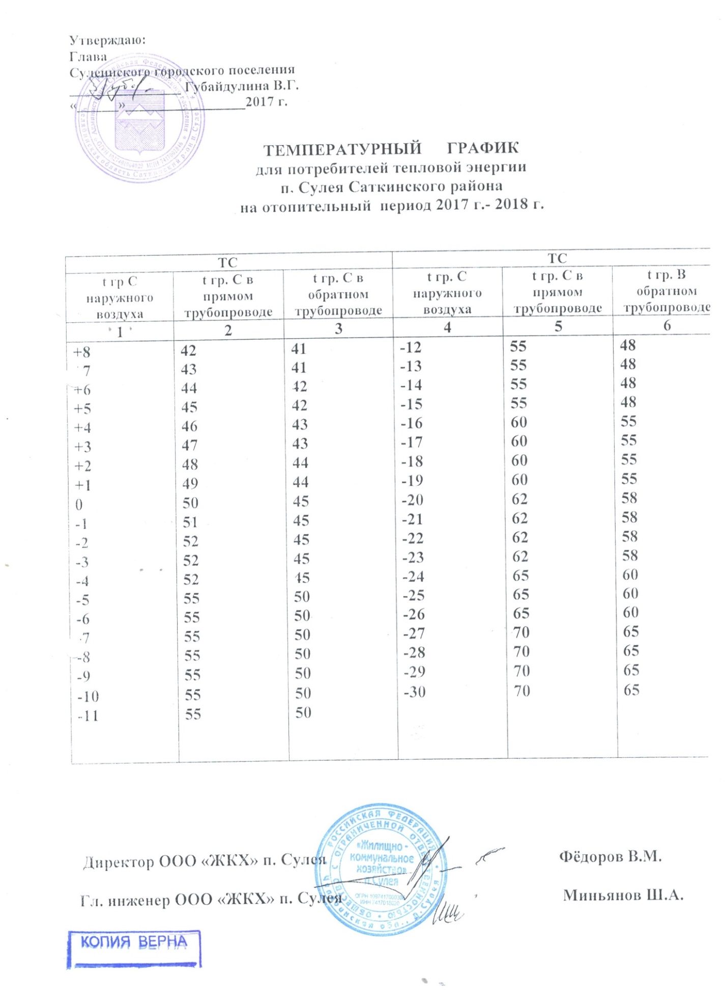 Утверждаю:
Глава
Сулеинского городского поселения
Губайдулина В.Г.
«______»__________________2017 г.
ТЕМПЕРАТУРНЫЙ ГРАФИК
для потребителей тепловой энергии
п. Сулея Саткинского района
на отопительный период 2017 г.- 2018 г.
ТС ТС
t гр С наружного воздуха t гр. С в прямом трубопроводе t гр. С в обратном трубопроводе t гр. С наружного воздуха t гр. С в прямом трубопроводе t гр. В обратном трубопроводе
1 2 3 4 5 6
+8 42 41 -12 55 48
7 43 41 -13 55 48
+6 44 42 -14 55 48
+5 45 42 -15 55 48
+4 46 43 -16 60 55
+3 47 43 -17 60 55
+2 48 44 -18 60 55
+1 49 44 -19 60 55
0 50 45 -20 62 58
-1 51 45 -21 62 58
-2 52 45 -22 62 58
-3 52 45 -23 62 58
-4 52 45 -24 65 60
-5 55 50 -25 65 60
-6 55 50 -26 65 60
-7 55 50 -27 70 65
-8 55 50 -28 70 65
-9 55 50 -29 70 65
-10 55 50 -30 70 65
-11 55 50
Директор ООО «ЖКХ» п. Сулея Фёдоров В.М.
Гл. инженер ООО «ЖКХ» п. Сулея Миньянов Ш.А.
РОССИЙСКАЯ ФЕДЕРАЦИЯ
ОБЩЕСТВО С ОГРАНИЧЕННОЙ ОТВЕТСТВЕННОСТЬЮ
«Жилищно-
коммунальное
хозяйство»
п.Сулея
КОПИЯ ВЕРНА